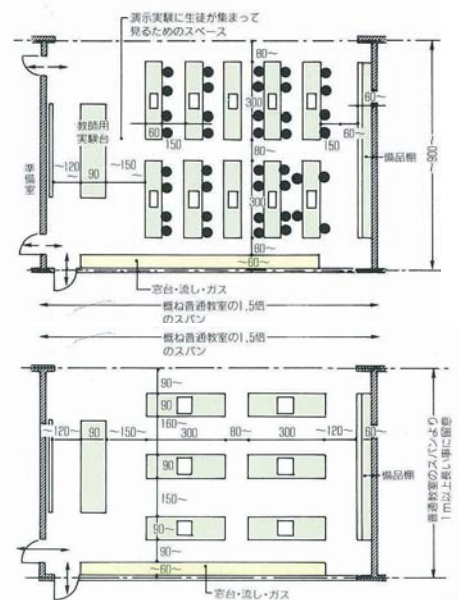 演示実験に生徒が集まって
見るためのスペース
80〜
300
60〜
教師用
実験台
60
150
150
60〜
〜120〜
90
〜150〜
80〜
準備室
備品棚
〜900〜
300
60〜
〜60〜
窓台・流し・ガス
概ね普通教室の1.5倍
のスパン
概ね普通教室の1.5倍
のスパン
90〜
90
160〜
〜120〜
90
〜150〜
300
80〜
300
〜120
60〜
90
備品棚
普通教室のスパンより
1m以上長い事に留意
150〜
90〜
90〜
〜60〜
窓台・流し・ガス